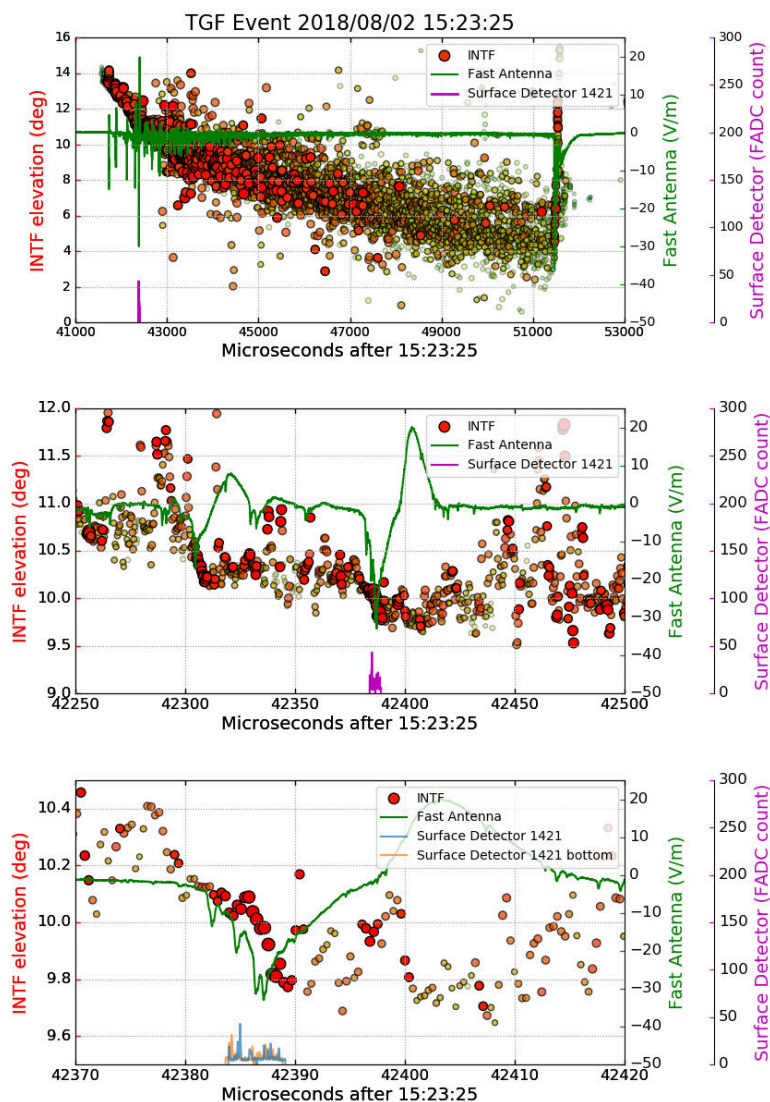 TGF Event 2018/08/02 15:23:25
INTF elevation (deg)
16
14
12
10
8
6
4
2
0
INTF
Fast Antenna
Surface Detector 1421
20
10
0
−10
−20
−30
−40
−50
Fast Antenna (V/m)
300
250
200
150
100
50
0
Surface Detector (FADC count)
41000 43000 45000 47000 49000 51000 53000
Microseconds after 15:23:25
INTF elevation (deg)
12.0
11.5
11.0
10.5
10.0
9.5
9.0
INTF
Fast Antenna
Surface Detector 1421
20
10
0
−10
−20
−30
−40
−50
Fast Antenna (V/m)
300
250
200
150
100
50
0
Surface Detector (FADC count)
42250 42300 42350 42400 42450 42500
Microseconds after 15:23:25
INTF elevation (deg)
10.4
10.2
10.0
9.8
9.6
INTF
Fast Antenna
Surface Detector 1421
Surface Detector 1421 bottom
20
10
0
−10
−20
−30
−40
−50
Fast Antenna (V/m)
300
250
200
150
100
50
0
Surface Detector (FADC count)
42370 42380 42390 42400 42410 42420
Microseconds after 15:23:25